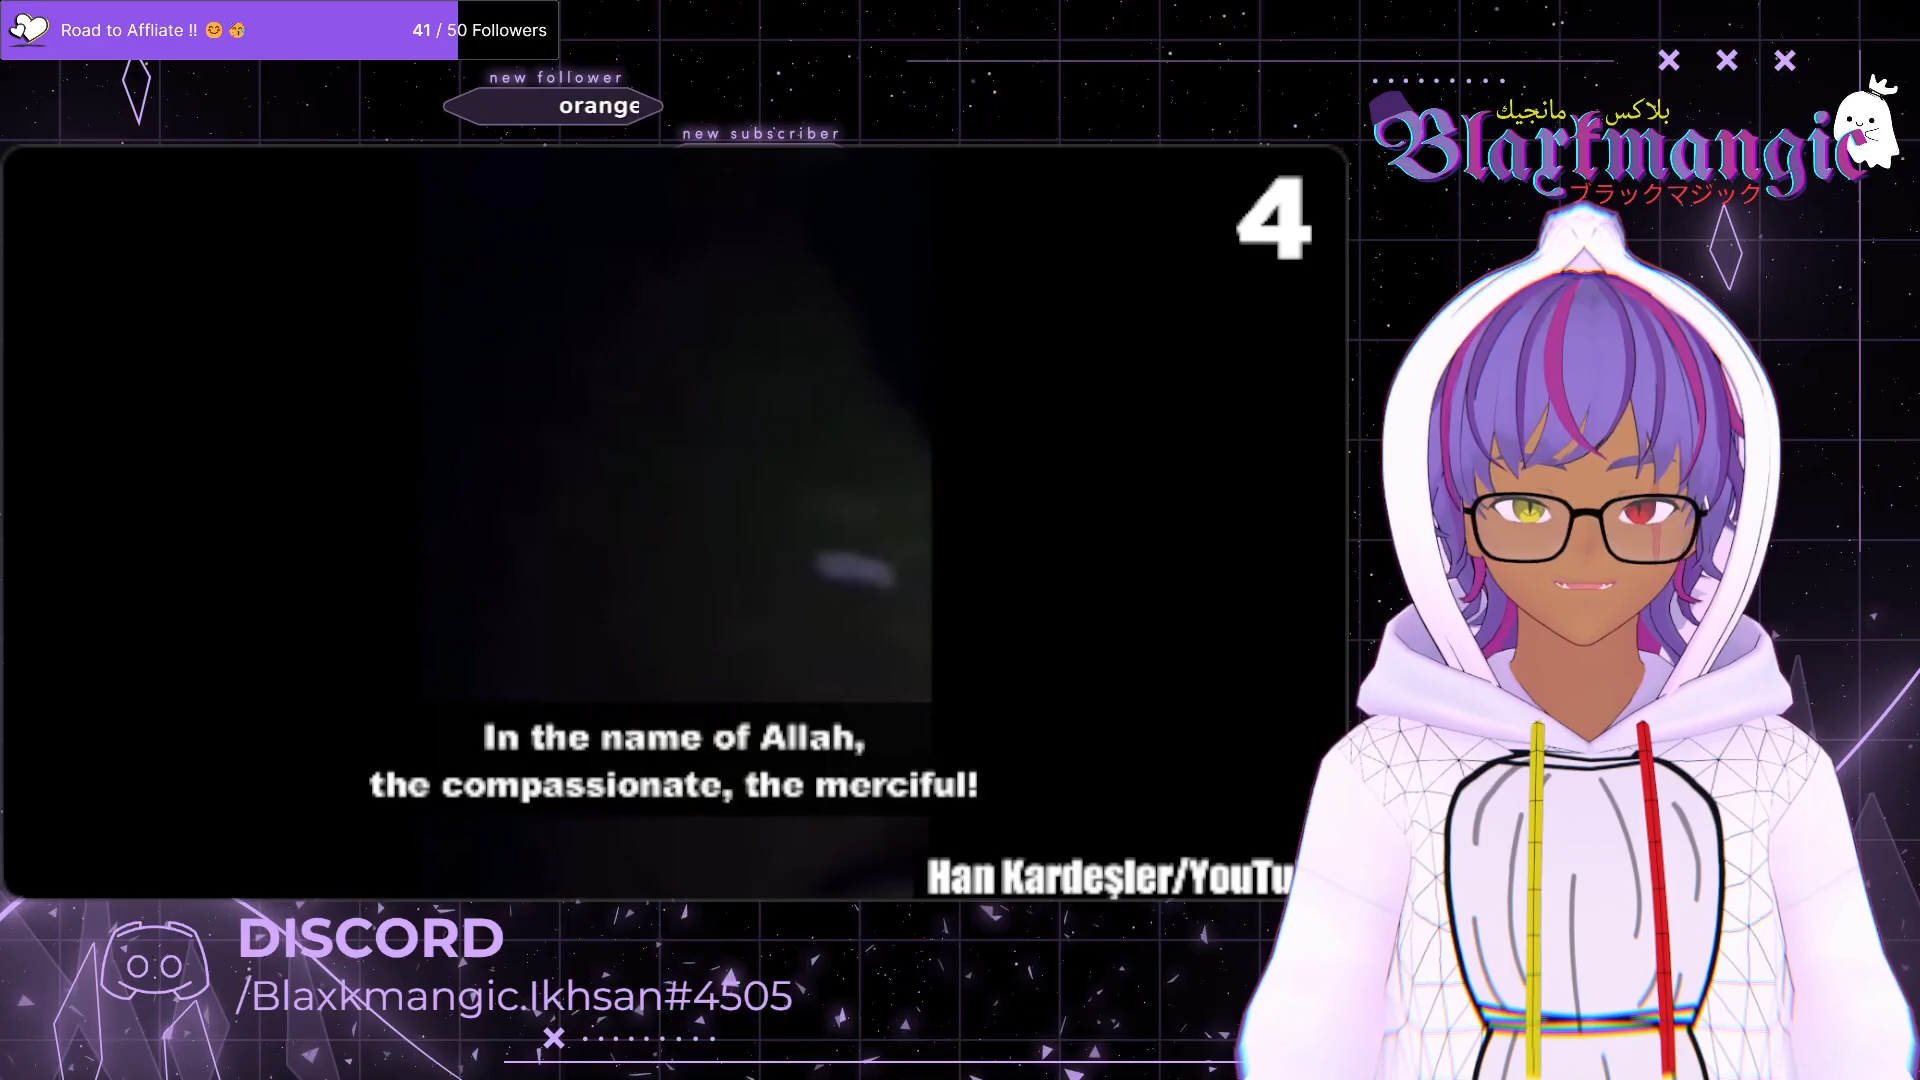 Road to Affliate !!
41 / 50 Followers
new follower
orange
new subscriber
بلاكس مانجيك
Blaxkmangic
ブラックマジック
4
In the name of Allah,
the compassionate, the merciful!
Han Kardeşler/YouTu
DISCORD
/Blaxkmangic.Ikhsan#4505